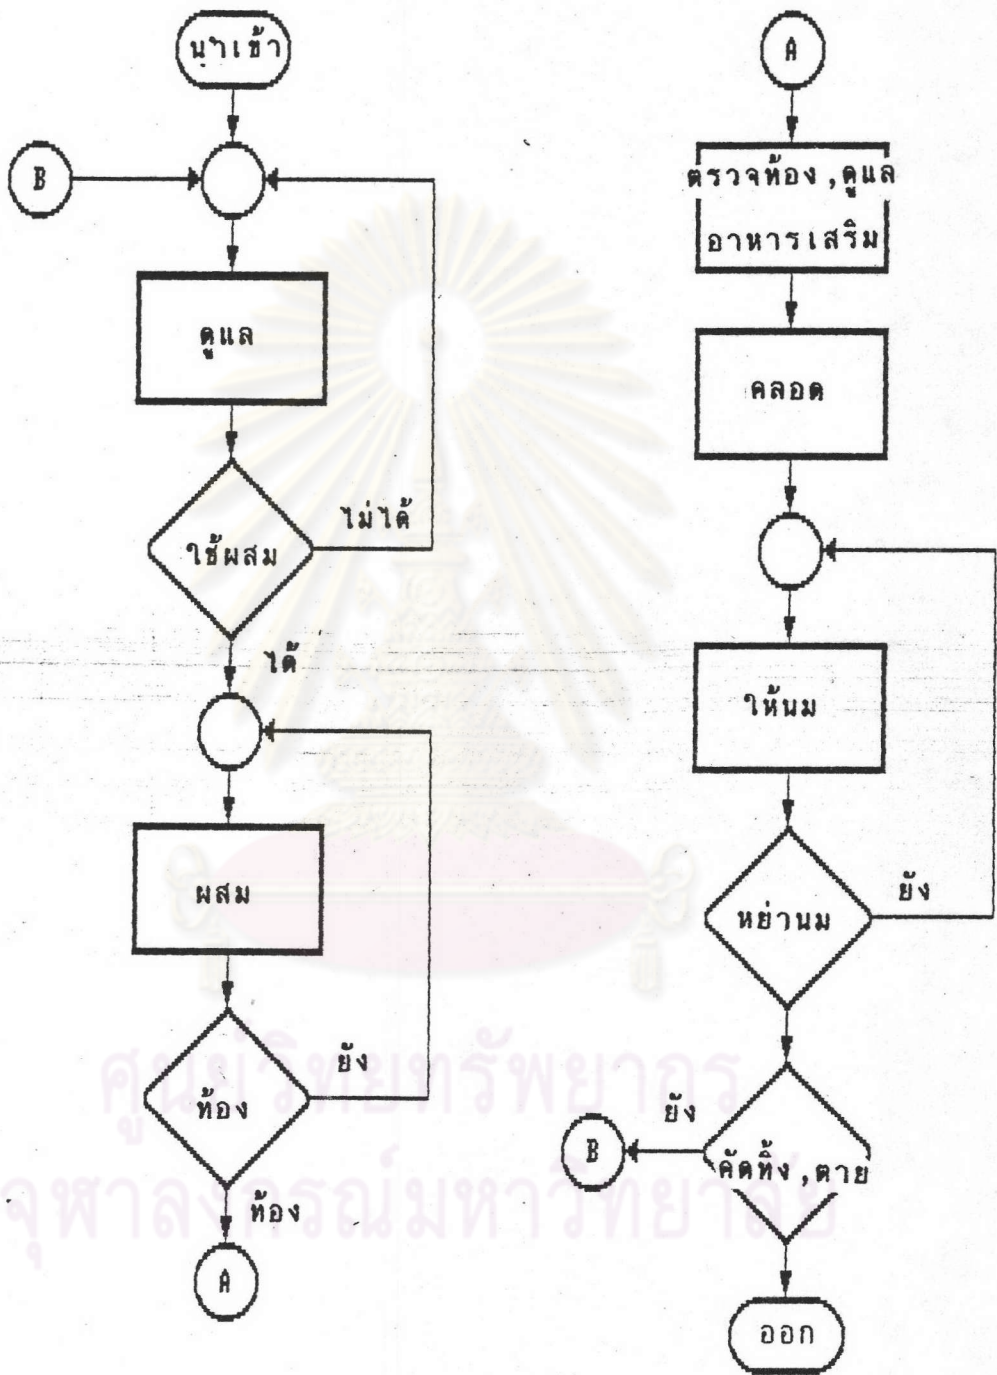 นำเข้า
B
ดูแล
ใช้ผสม
ไม่ได้
ได้
ผสม
ท้อง
ยัง
ท้อง
A
A
ตรวจท้อง,ดูแล
อาหารเสริม
คลอด
ให้นม
หย่านม
ยัง
คัดทิ้ง,ตาย
ยัง
B
ออก
ศูนย์วิทยทรัพยากร
จุฬาลงกรณ์มหาวิทยาลัย